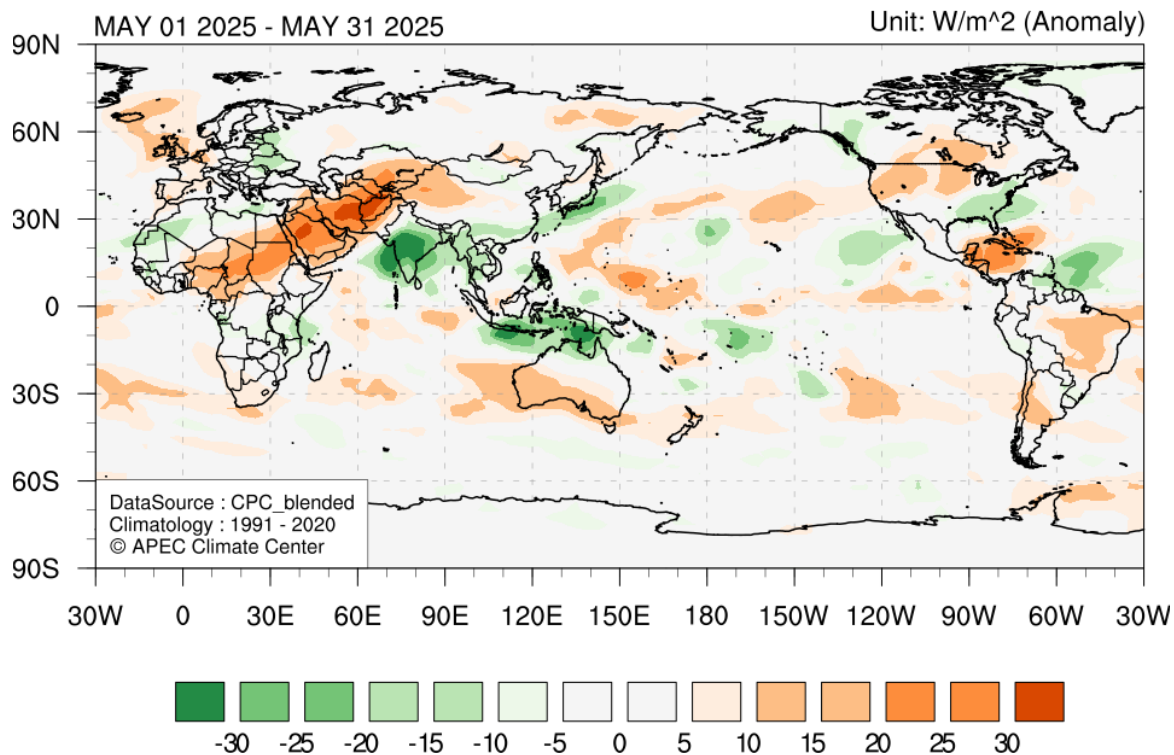 MAY 01 2025 - MAY 31 2025
Unit: W/m^2 (Anomaly)
90N
60N
30N
0
30S
60S
90S
DataSource : CPC_blended
Climatology : 1991 - 2020
© APEC Climate Center
30W 0 30E 60E 90E 120E 150E 180 150W 120W 90W 60W 30W
-30 -25 -20 -15 -10 -5 0 5 10 15 20 25 30